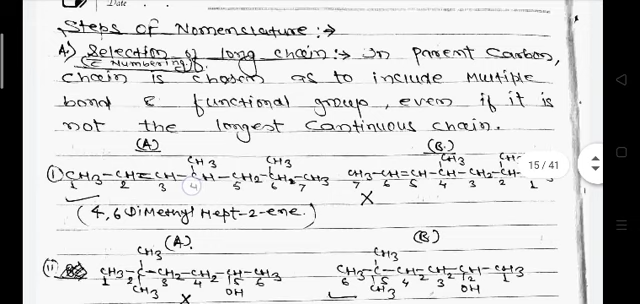 Date
Steps of Nomenclature :→
A.) Selection of long chain :→ In parent Carbon,
(c Numbering).
chain is chosen as to include multiple
bond & functional group, even if it is
not the longest continuous chain.
(A) (B.)
CH3 CH3 CH3 CH
① CH3-CH=CH-CH-CH2-CH2-CH3 CH3-CH=CH-CH-CH2-CH-
1 2 3 4 5 6 7 7 6 5 4 3 2 1
15 / 41
✓ X
(4,6 Dimethyl Hept-2-ene.)
(A). (B)
CH3 CH3
(ii) CH3-C-CH2-CH2-CH-CH3 CH3-C-CH2-CH2-CH-CH3
1 2 3 4 5 6 6 5 4 3 2 1
CH3 OH CH3 OH
X ✓